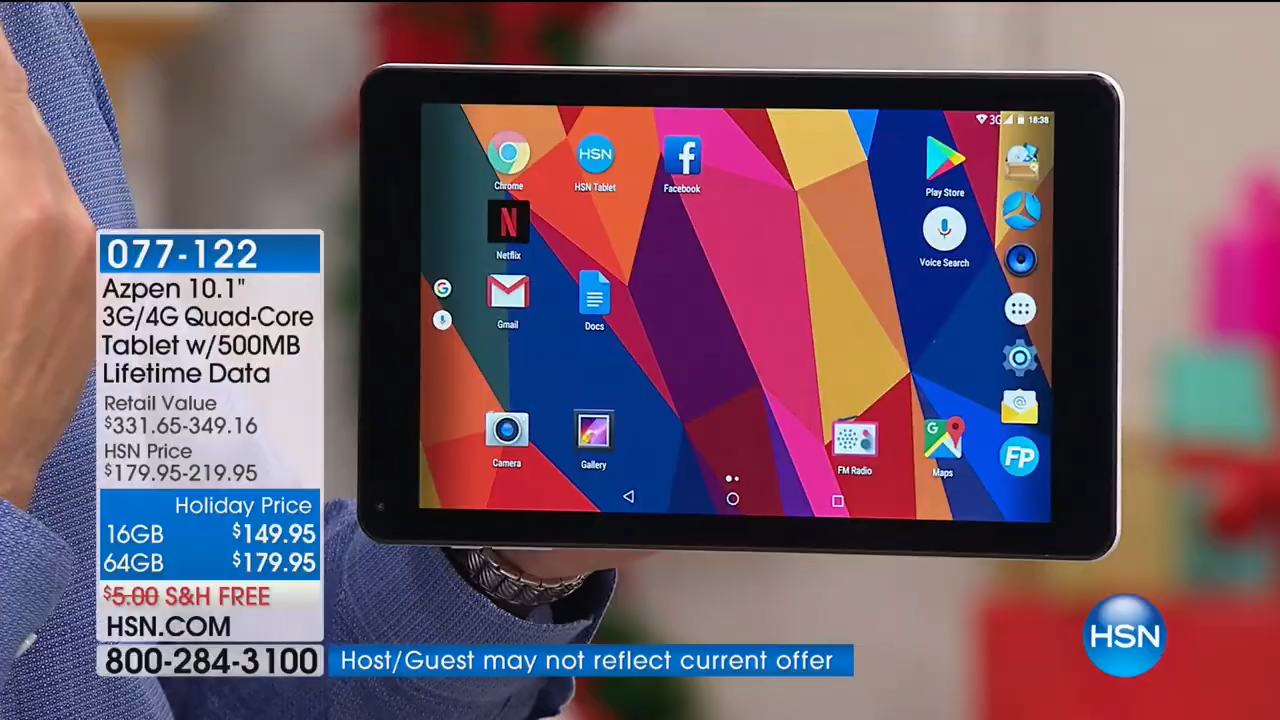 077-122
Azpen 10.1"
3G/4G Quad-Core
Tablet w/500MB
Lifetime Data
Retail Value
$331.65-349.16
HSN Price
$179.95-219.95
Holiday Price
16GB $149.95
64GB $179.95
$5.00 S&H FREE
HSN.COM
800-284-3100
Host/Guest may not reflect current offer
3G 18:38
Chrome
HSN
HSN Tablet
f
Facebook
Play Store
N
Netflix
Voice Search
G
Gmail
Docs
@
Camera
Gallery
FM Radio
G
Maps
FP
HSN